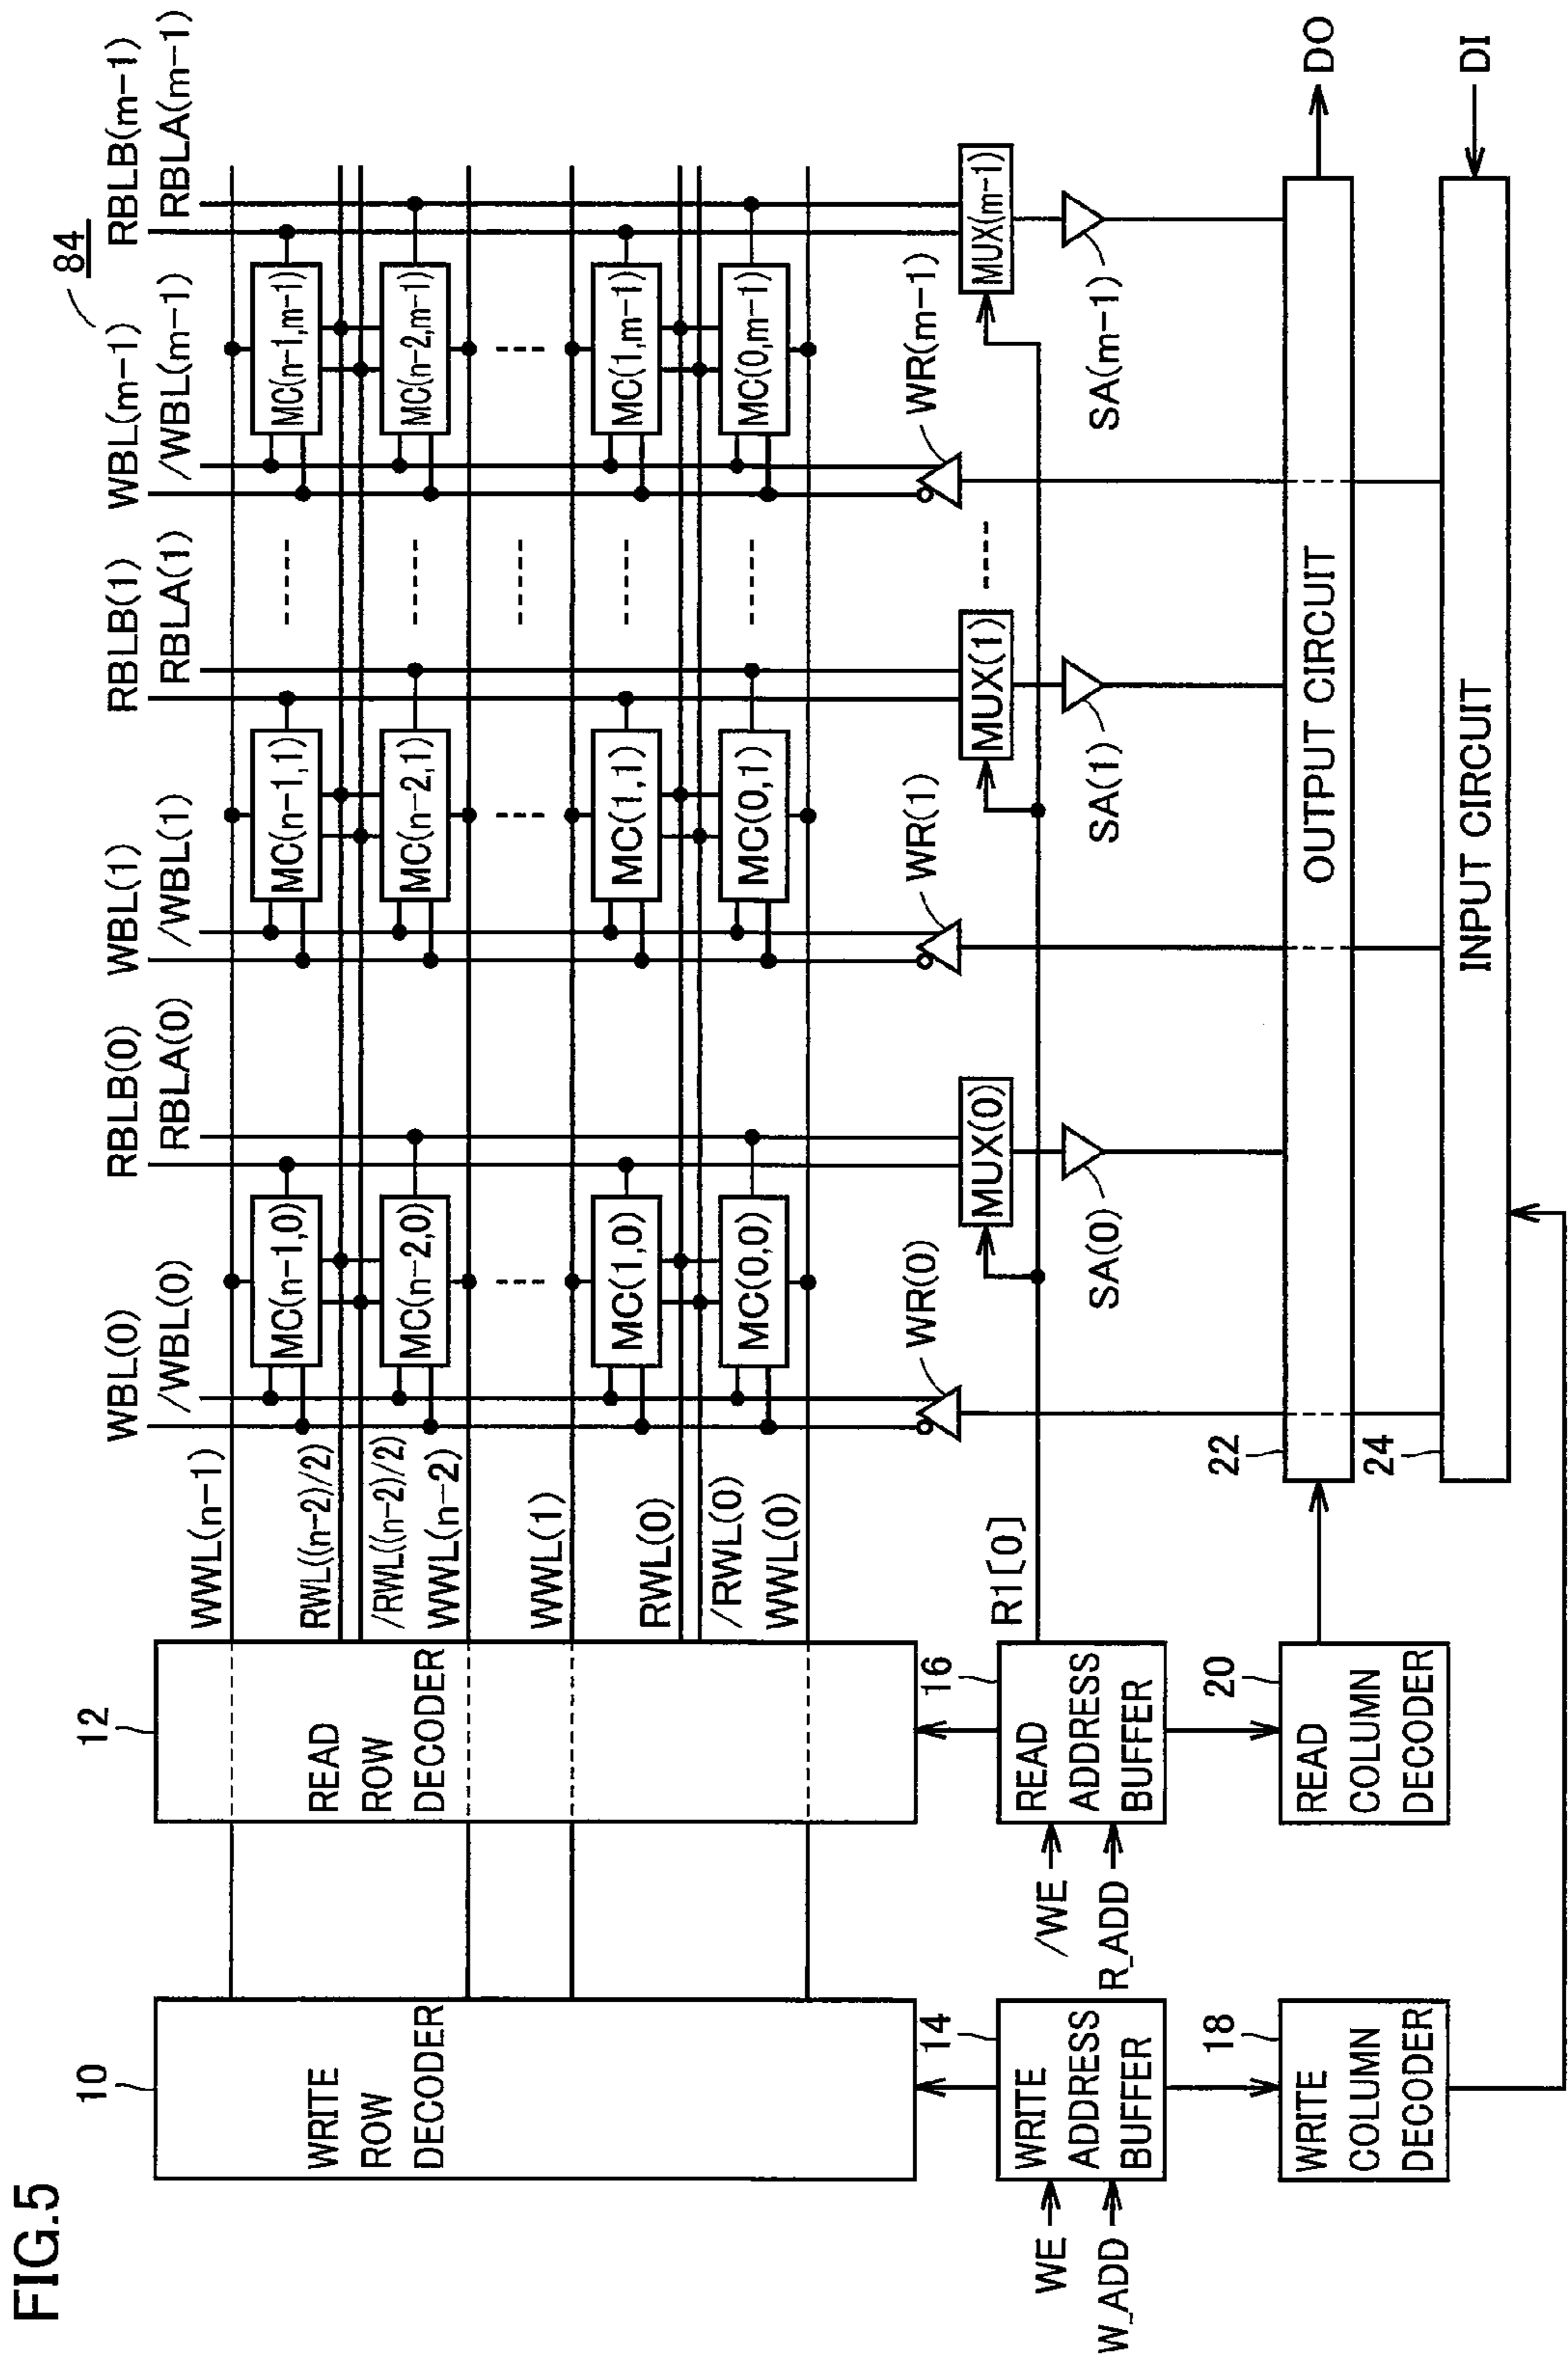 FIG.5
84
WBL(0)
/WBL(0)
RBLB(0)
RBLA(0)
WBL(1)
/WBL(1)
RBLB(1)
RBLA(1)
WBL(m-1)
/WBL(m-1)
RBLB(m-1)
RBLA(m-1)
10
WRITE
ROW
DECODER
12
READ
ROW
DECODER
WWL(n-1)
RWL((n-2)/2)
/RWL((n-2)/2)
WWL(n-2)
WWL(1)
RWL(0)
/RWL(0)
WWL(0)
MC(n-1,0)
MC(n-1,1)
MC(n-1,m-1)
MC(n-2,0)
MC(n-2,1)
MC(n-2,m-1)
MC(1,0)
MC(1,1)
MC(1,m-1)
MC(0,0)
MC(0,1)
MC(0,m-1)
WR(0)
WR(1)
WR(m-1)
MUX(0)
MUX(1)
MUX(m-1)
R1[0]
SA(0)
SA(1)
SA(m-1)
WE
W_ADD
14
WRITE
ADDRESS
BUFFER
/WE
R_ADD
16
READ
ADDRESS
BUFFER
18
WRITE
COLUMN
DECODER
20
READ
COLUMN
DECODER
22
OUTPUT CIRCUIT
DO
24
INPUT CIRCUIT
DI